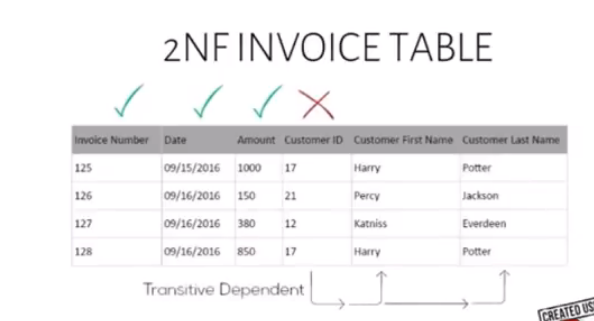 2NF INVOICE TABLE
Invoice Number Date Amount Customer ID Customer First Name Customer Last Name
125 09/15/2016 1000 17 Harry Potter
126 09/16/2016 150 21 Percy Jackson
127 09/16/2016 380 12 Katniss Everdeen
128 09/16/2016 850 17 Harry Potter
Transitive Dependent
CREATED